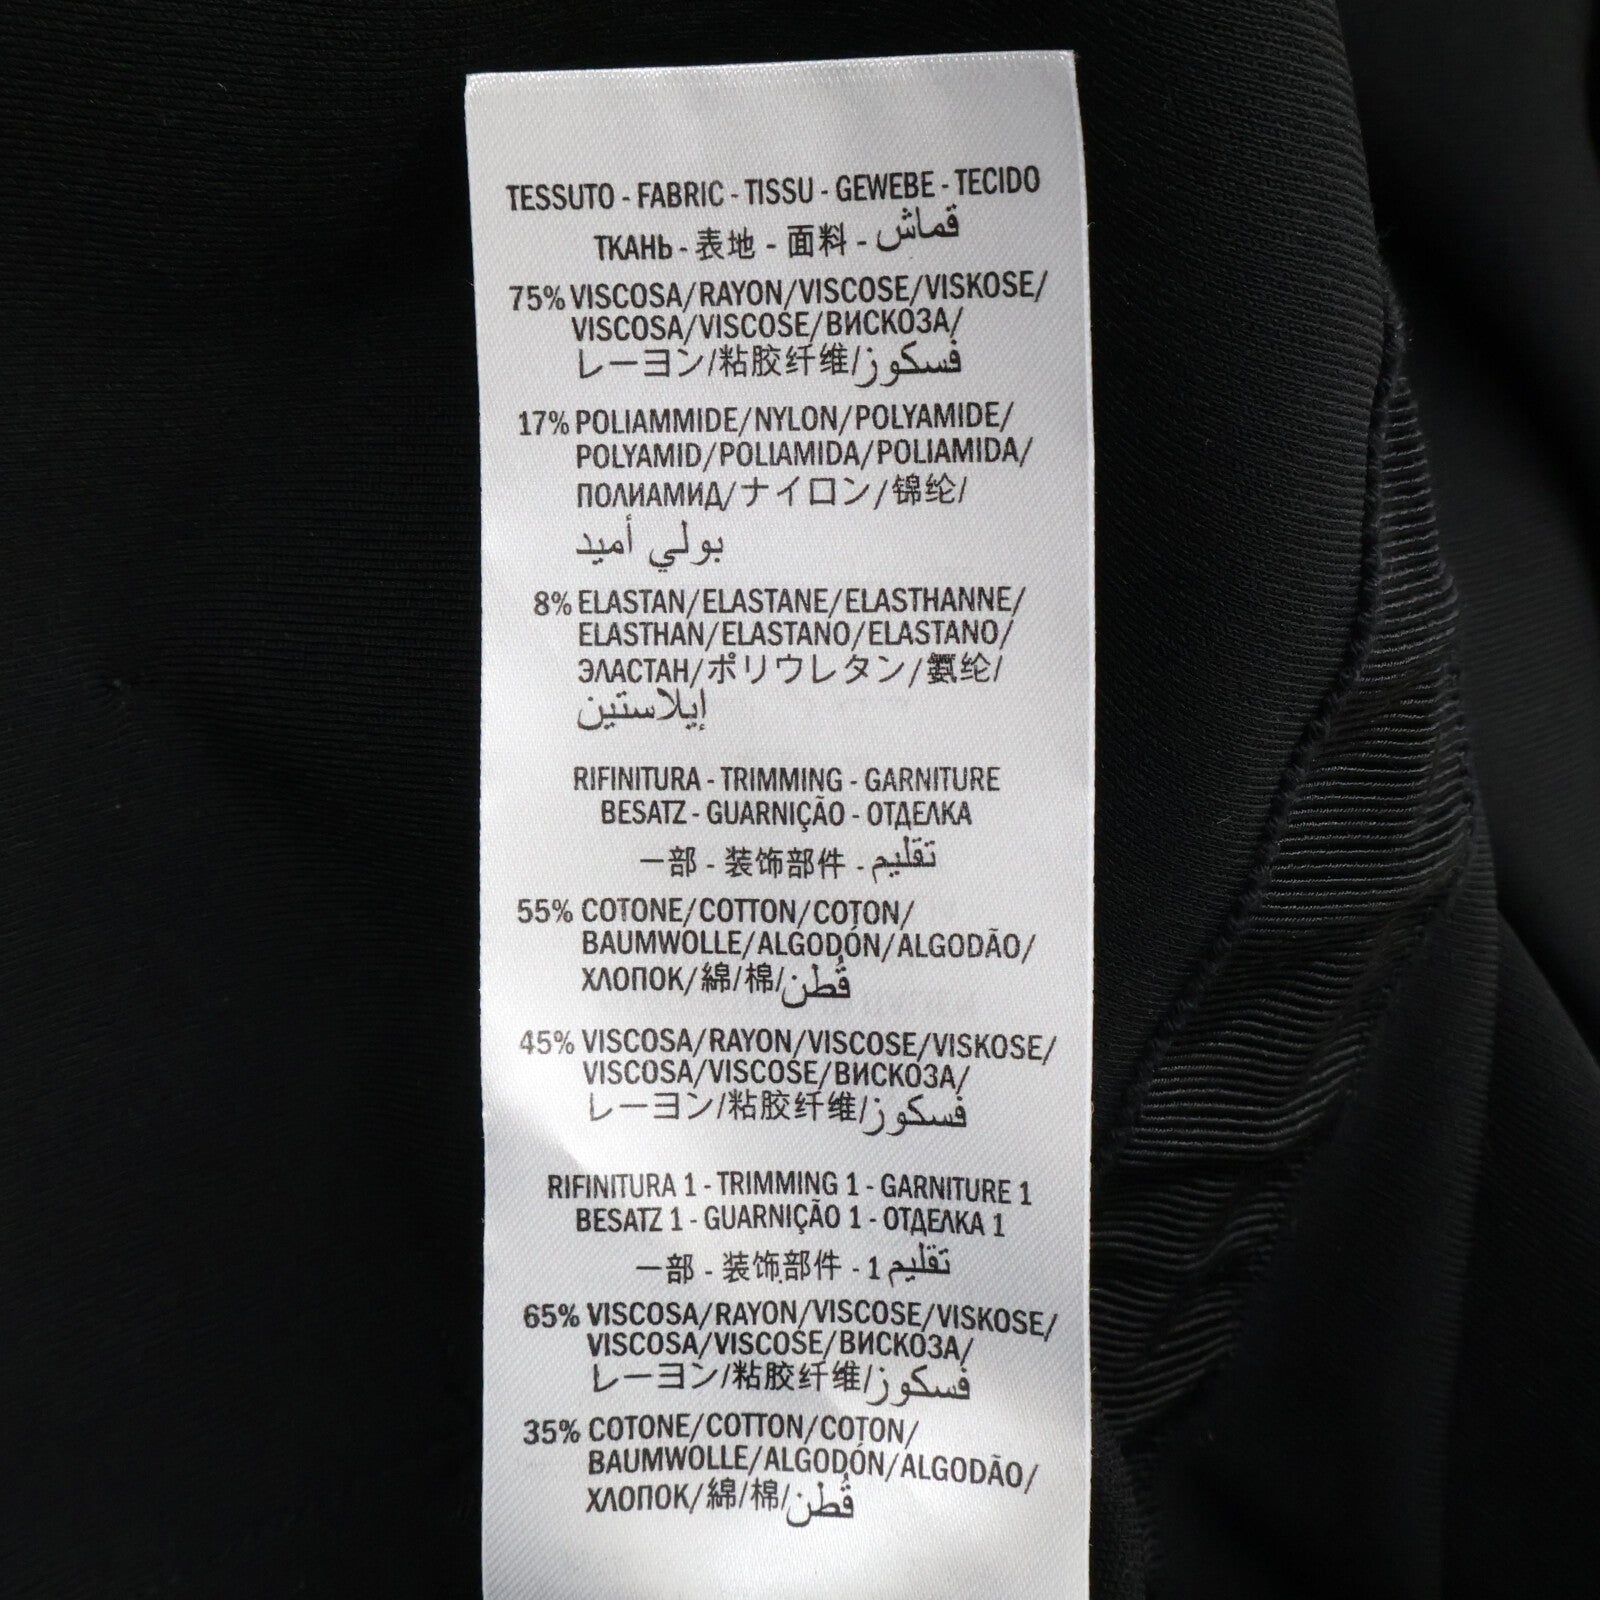 TESSUTO - FABRIC - TISSU - GEWEBE - TECIDO
ТКАНЬ - 表地 - 面料 - قماش
75% VISCOSA/RAYON/VISCOSE/VISKOSE/
VISCOSA/VISCOSE/ВИСКОЗА/
レーヨン/粘胶纤维/فسكوز
17% POLIAMMIDE/NYLON/POLYAMIDE/
POLYAMID/POLIAMIDA/POLIAMIDA/
ПОЛИАМИД/ナイロン/锦纶/
بولي أميد
8% ELASTAN/ELASTANE/ELASTHANNE/
ELASTHAN/ELASTANO/ELASTANO/
ЭЛАСТАН/ポリウレタン/氨纶/
إيلاستين
RIFINITURA - TRIMMING - GARNITURE
BESATZ - GUARNIÇÃO - ОТДЕЛКА
一部 - 装饰部件 - تقليم
55% COTONE/COTTON/COTON/
BAUMWOLLE/ALGODÓN/ALGODÃO/
ХЛОПОК/綿/棉/قُطن
45% VISCOSA/RAYON/VISCOSE/VISKOSE/
VISCOSA/VISCOSE/ВИСКОЗА/
レーヨン/粘胶纤维/فسكوز
RIFINITURA 1 - TRIMMING 1 - GARNITURE 1
BESATZ 1 - GUARNIÇÃO 1 - ОТДЕЛКА 1
一部 - 装饰部件 - 1 تقليم
65% VISCOSA/RAYON/VISCOSE/VISKOSE/
VISCOSA/VISCOSE/ВИСКОЗА/
レーヨン/粘胶纤维/فسكوز
35% COTONE/COTTON/COTON/
BAUMWOLLE/ALGODÓN/ALGODÃO/
ХЛОПОК/綿/棉/قُطن